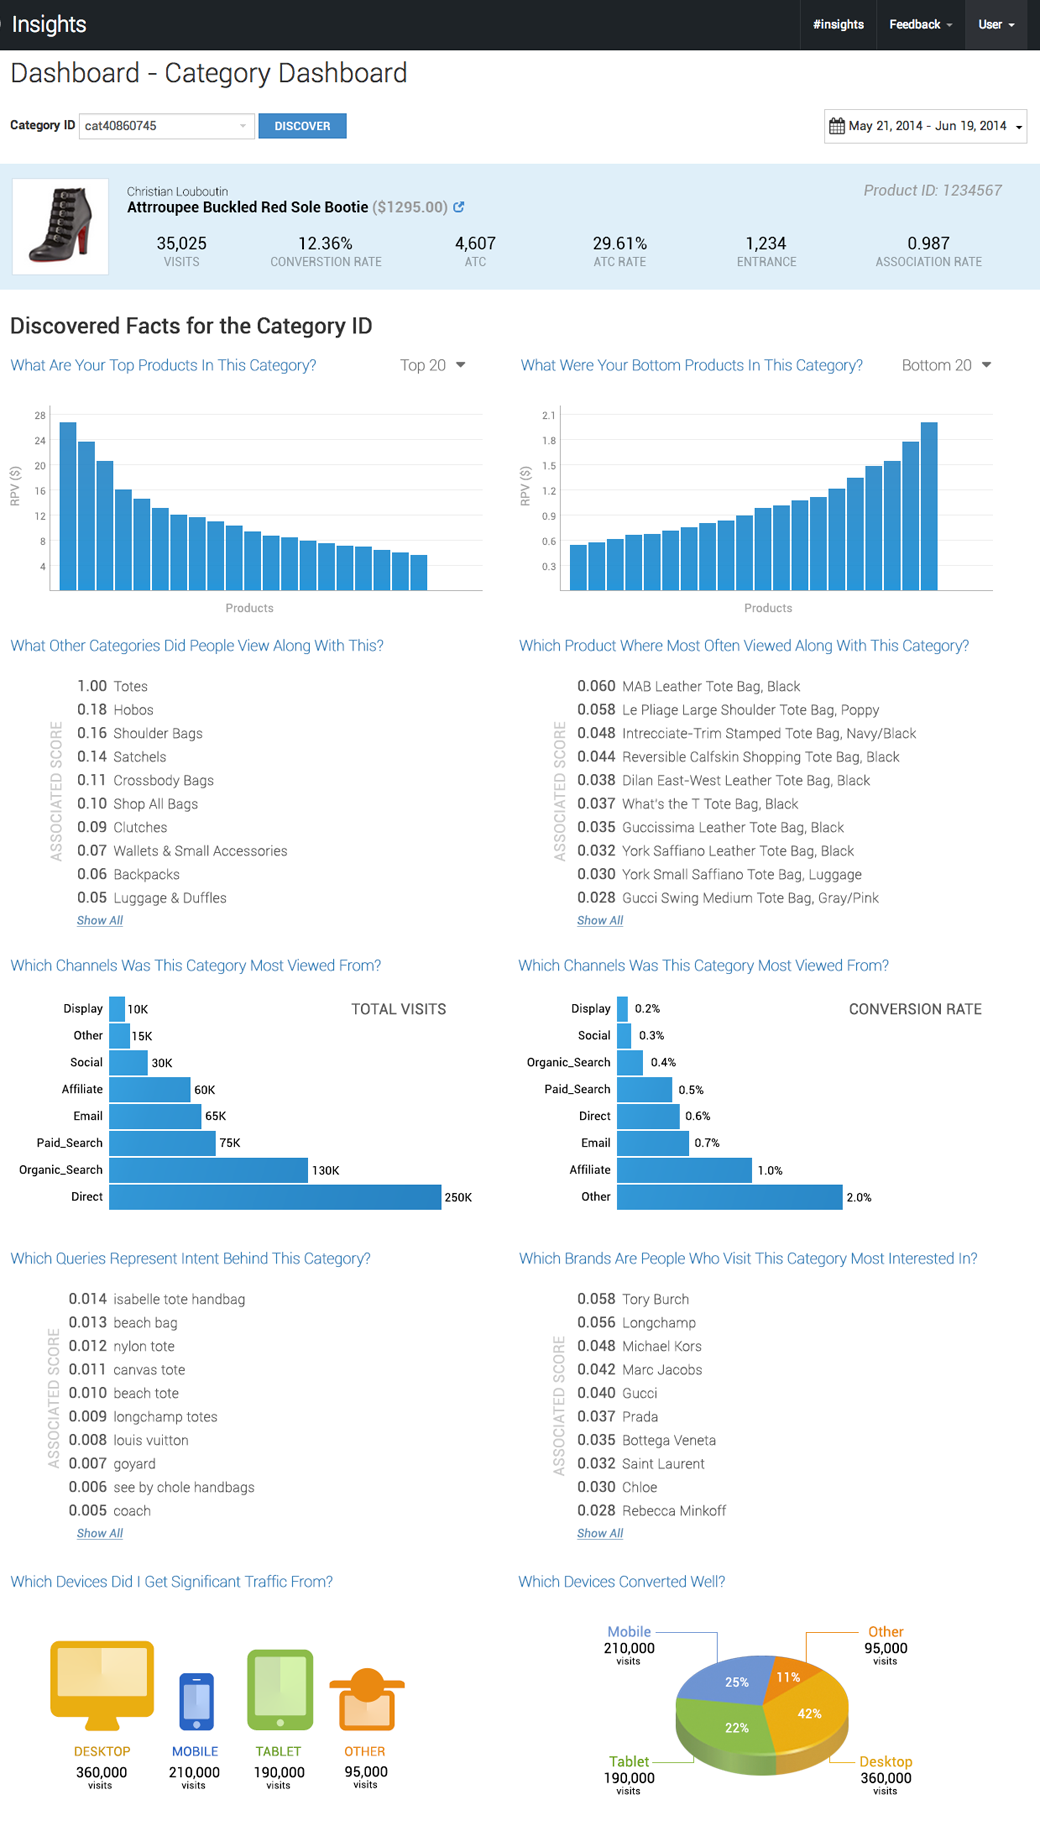 Insights
#insights
Feedback
User
Dashboard - Category Dashboard
Category ID
cat40860745
DISCOVER
May 21, 2014 - Jun 19, 2014
Christian Louboutin
Product ID: 1234567
Attrroupee Buckled Red Sole Bootie ($1295.00)
35,025
12.36%
4,607
29.61%
1,234
0.987
VISITS
CONVERSTION RATE
ATC
ATC RATE
ENTRANCE
ASSOCIATION RATE
Discovered Facts for the Category ID
What Are Your Top Products In This Category?
Top 20
28
24
20
16
12
8
4
RPV ($)
Products
What Were Your Bottom Products In This Category?
Bottom 20
2.1
1.8
1.5
1.2
0.9
0.6
0.3
RPV ($)
Products
What Other Categories Did People View Along With This?
ASSOCIATED SCORE
1.00 Totes
0.18 Hobos
0.16 Shoulder Bags
0.14 Satchels
0.11 Crossbody Bags
0.10 Shop All Bags
0.09 Clutches
0.07 Wallets & Small Accessories
0.06 Backpacks
0.05 Luggage & Duffles
Show All
Which Product Where Most Often Viewed Along With This Category?
ASSOCIATED SCORE
0.060 MAB Leather Tote Bag, Black
0.058 Le Pliage Large Shoulder Tote Bag, Poppy
0.048 Intrecciate-Trim Stamped Tote Bag, Navy/Black
0.044 Reversible Calfskin Shopping Tote Bag, Black
0.038 Dilan East-West Leather Tote Bag, Black
0.037 What's the T Tote Bag, Black
0.035 Guccissima Leather Tote Bag, Black
0.032 York Saffiano Leather Tote Bag, Black
0.030 York Small Saffiano Tote Bag, Luggage
0.028 Gucci Swing Medium Tote Bag, Gray/Pink
Show All
Which Channels Was This Category Most Viewed From?
TOTAL VISITS
Display 10K
Other 15K
Social 30K
Affiliate 60K
Email 65K
Paid_Search 75K
Organic_Search 130K
Direct 250K
Which Channels Was This Category Most Viewed From?
CONVERSION RATE
Display 0.2%
Social 0.3%
Organic_Search 0.4%
Paid_Search 0.5%
Direct 0.6%
Email 0.7%
Affiliate 1.0%
Other 2.0%
Which Queries Represent Intent Behind This Category?
ASSOCIATED SCORE
0.014 isabelle tote handbag
0.013 beach bag
0.012 nylon tote
0.011 canvas tote
0.010 beach tote
0.009 longchamp totes
0.008 louis vuitton
0.007 goyard
0.006 see by chole handbags
0.005 coach
Show All
Which Brands Are People Who Visit This Category Most Interested In?
ASSOCIATED SCORE
0.058 Tory Burch
0.056 Longchamp
0.048 Michael Kors
0.042 Marc Jacobs
0.040 Gucci
0.037 Prada
0.035 Bottega Veneta
0.032 Saint Laurent
0.030 Chloe
0.028 Rebecca Minkoff
Show All
Which Devices Did I Get Significant Traffic From?
DESKTOP
360,000
visits
MOBILE
210,000
visits
TABLET
190,000
visits
OTHER
95,000
visits
Which Devices Converted Well?
Mobile
210,000
visits
Other
95,000
visits
25%
11%
42%
22%
Tablet
190,000
visits
Desktop
360,000
visits